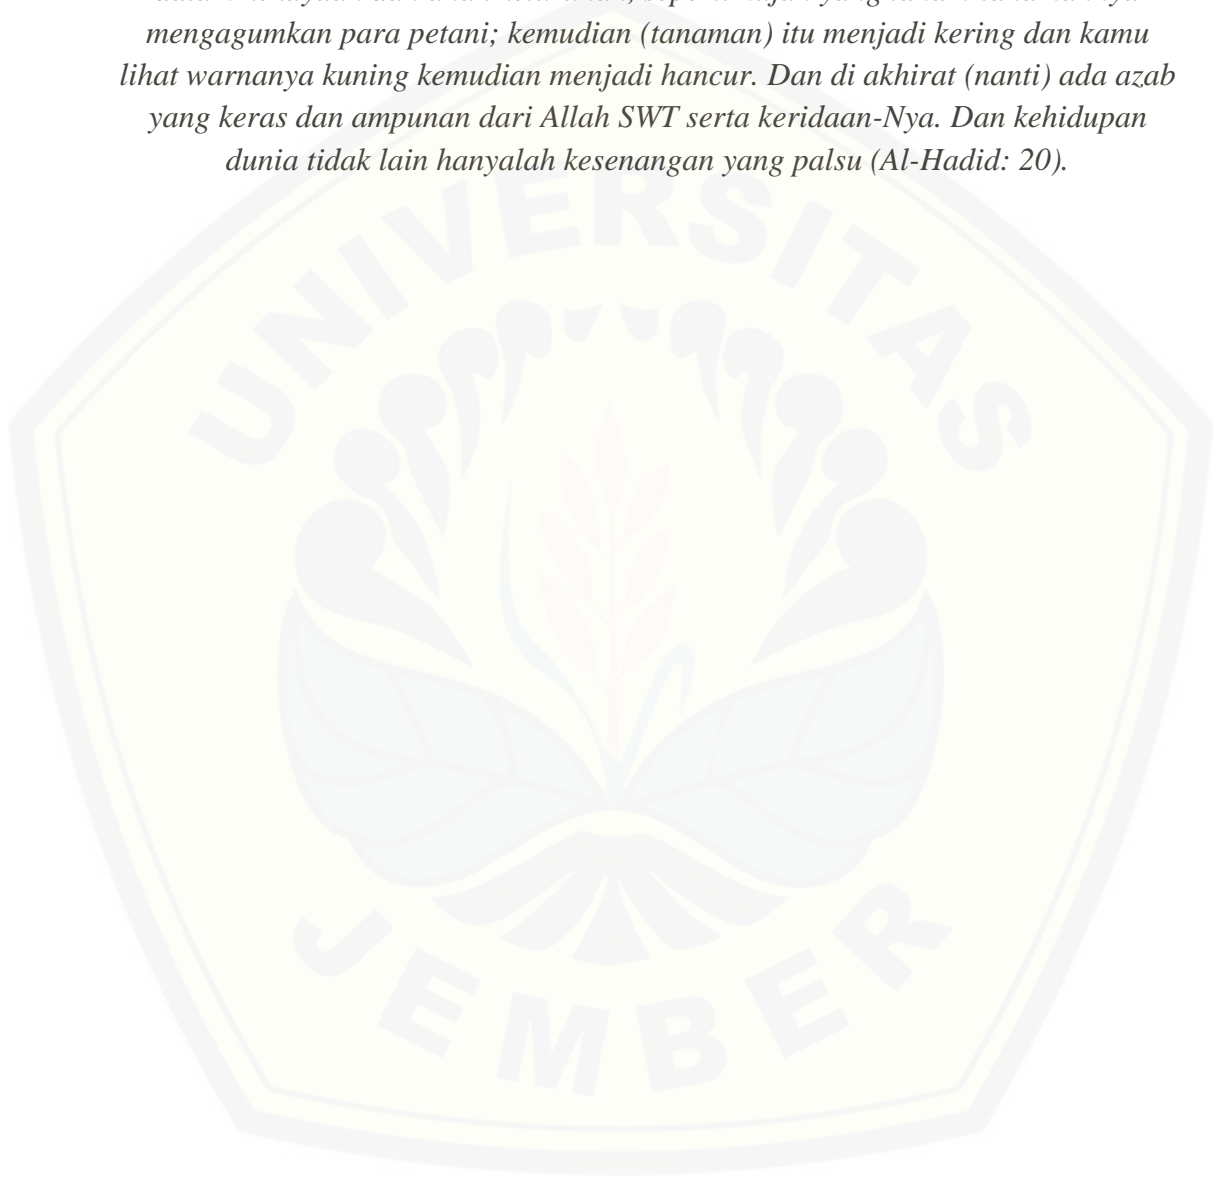 mengagumkan para petani; kemudian (tanaman) itu menjadi kering dan kamu
lihat warnanya kuning kemudian menjadi hancur. Dan di akhirat (nanti) ada azab
yang keras dan ampunan dari Allah SWT serta keridaan-Nya. Dan kehidupan
dunia tidak lain hanyalah kesenangan yang palsu (Al-Hadid: 20).
UNIVERSITAS
JEMBER